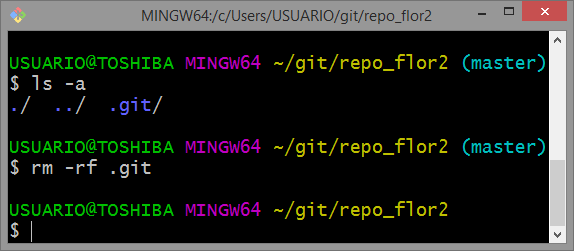 MINGW64:/c/Users/USUARIO/git/repo_flor2
USUARIO@TOSHIBA MINGW64 ~/git/repo_flor2 (master)
$ ls -a
./  ../  .git/
USUARIO@TOSHIBA MINGW64 ~/git/repo_flor2 (master)
$ rm -rf .git
USUARIO@TOSHIBA MINGW64 ~/git/repo_flor2
$